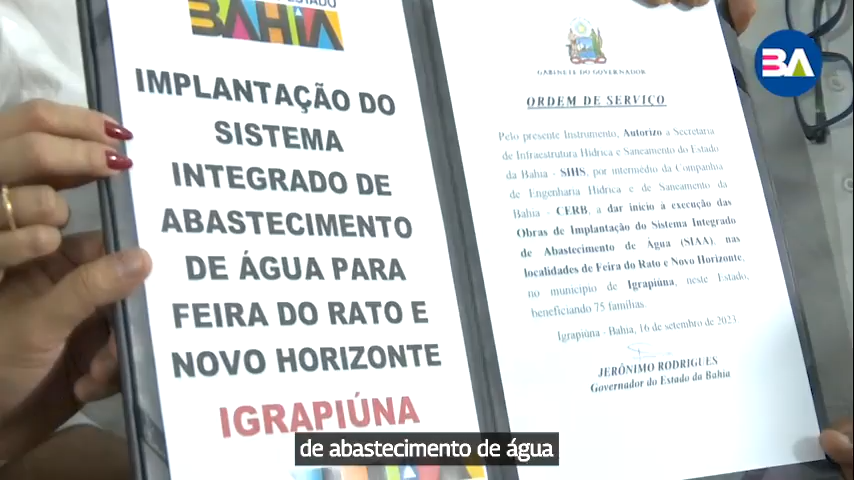 BAHIA
IMPLANTAÇÃO DO
SISTEMA
INTEGRADO DE
ABASTECIMENTO
DE ÁGUA PARA
FEIRA DO RATO E
NOVO HORIZONTE
IGRAPIÚNA
GABINETE DO GOVERNADOR
ORDEM DE SERVIÇO
Pelo presente Instrumento, Autorizo a Secretaria
de Infraestrutura Hídrica e Saneamento do Estado
da Bahia - SIHS, por intermédio da Companhia
de Engenharia Hídrica e de Saneamento da
Bahia - CERB, a dar início à execução das
Obras de Implantação do Sistema Integrado
de Abastecimento de Água (SIAA), nas
localidades de Feira do Rato e Novo Horizonte,
no município de Igrapiúna, neste Estado,
beneficiando 75 famílias.
Igrapiúna - Bahia, 16 de setembro de 2023
JERÔNIMO RODRIGUES
Governador do Estado da Bahia
BA
de abastecimento de água